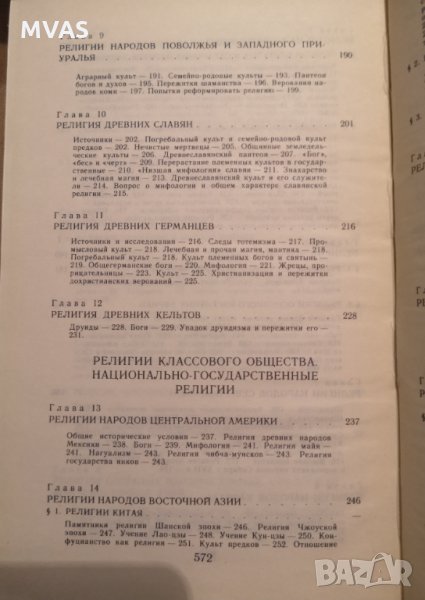 MVAS
Глава 9
РЕЛИГИИ НАРОДОВ ПОВОЛЖЬЯ И ЗАПАДНОГО ПРИ-
УРАЛЬЯ 190
Аграрный культ — 191. Семейно-родовые культы — 193. Пантеон
богов и духов — 195. Пережитки шаманства — 196. Верования на-
родов коми — 197. Попытки реформировать религию — 199.
Глава 10
РЕЛИГИЯ ДРЕВНИХ СЛАВЯН 201
Источники — 202. Погребальный культ и семейно-родовой культ
предков — 202. Нечистые мертвецы — 205. Общинные земледель-
ческие культы — 205. Древнеславянский пантеон — 207. «Бог»,
«бес» и «черт» — 209. Перерастание племенных культов в государ-
ственные — 210. «Низшая мифология» славян — 211. Знахарство
и лечебная магия — 213. Древнеславянский культ и его служите-
ли — 214. Вопрос о мифологии и общем характере славянской
религии — 215.
Глава 11
РЕЛИГИЯ ДРЕВНИХ ГЕРМАНЦЕВ 216
Источники и исследования — 216. Следы тотемизма — 217. Про-
мысловый культ — 218. Лечебная и прочая магия, мантика — 218.
Погребальный культ — 218. Культ племенных богов и святынь —
219. Общегерманские боги — 220. Мифология — 221. Жрецы, про-
рицательницы — 223. Культ — 225. Христианизация и пережитки
дохристианских верований — 225.
Глава 12
РЕЛИГИЯ ДРЕВНИХ КЕЛЬТОВ 228
Друиды — 228. Боги — 229. Упадок друидизма и пережитки его —
231.
РЕЛИГИИ КЛАССОВОГО ОБЩЕСТВА.
НАЦИОНАЛЬНО-ГОСУДАРСТВЕННЫЕ
РЕЛИГИИ
Глава 13
РЕЛИГИИ НАРОДОВ ЦЕНТРАЛЬНОЙ АМЕРИКИ 237
Общие исторические условия — 237. Религия древних народов
Мексики — 238. Боги — 239. Мифология — 241. Религия майя —
241. Нагуализм — 243. Религия чибча-муисков — 243. Религия
государства инков — 243.
Глава 14
РЕЛИГИИ НАРОДОВ ВОСТОЧНОЙ АЗИИ 246
§ 1. РЕЛИГИИ КИТАЯ —
Памятники религии Шанской эпохи — 246. Религия Чжоуской
эпохи — 247. Учение Лао-цзы — 248. Учение Кун-цзы — 250. Кон-
фуцианство как религия — 251. Культ предков — 252. Отношение
572
BAZAR